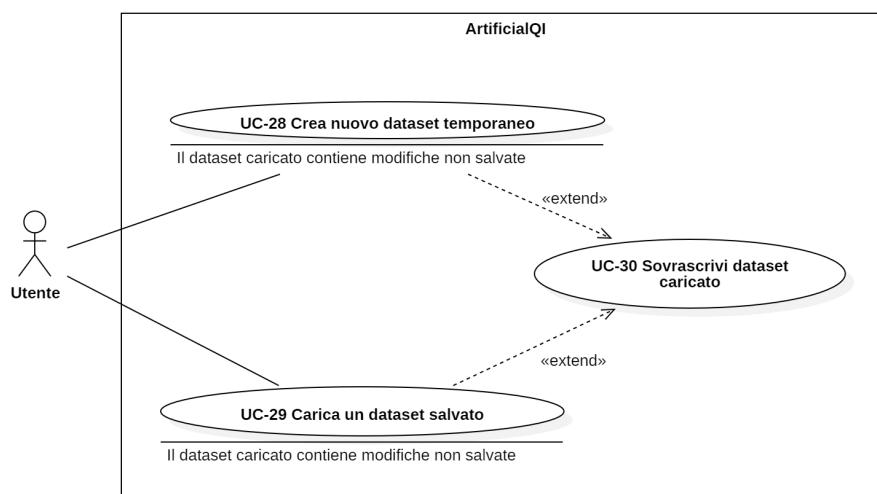 ArtificialQI
UC-28 Crea nuovo dataset temporaneo
Il dataset caricato contiene modifiche non salvate
«extend»
UC-30 Sovrascrivi dataset
caricato
Utente
«extend»
UC-29 Carica un dataset salvato
Il dataset caricato contiene modifiche non salvate